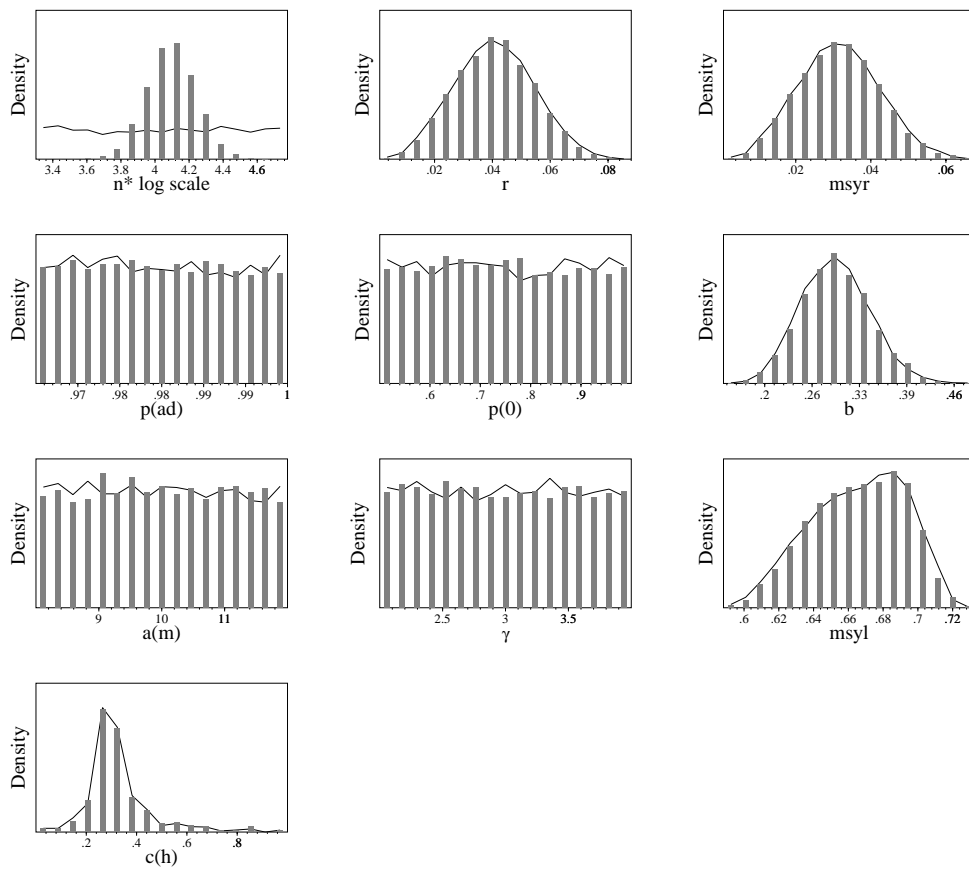 Density
3.4 3.6 3.8 4 4.2 4.4 4.6
n* log scale
Density
.02 .04 .06 .08
r
Density
.02 .04 .06
msyr
Density
.97 .98 .98 .99 .99 1
p(ad)
Density
.6 .7 .8 .9
p(0)
Density
.2 .26 .33 .39 .46
b
Density
9 10 11
a(m)
Density
2.5 3 3.5
γ
Density
.6 .62 .64 .66 .68 .7 .72
msyl
Density
.2 .4 .6 .8
c(h)